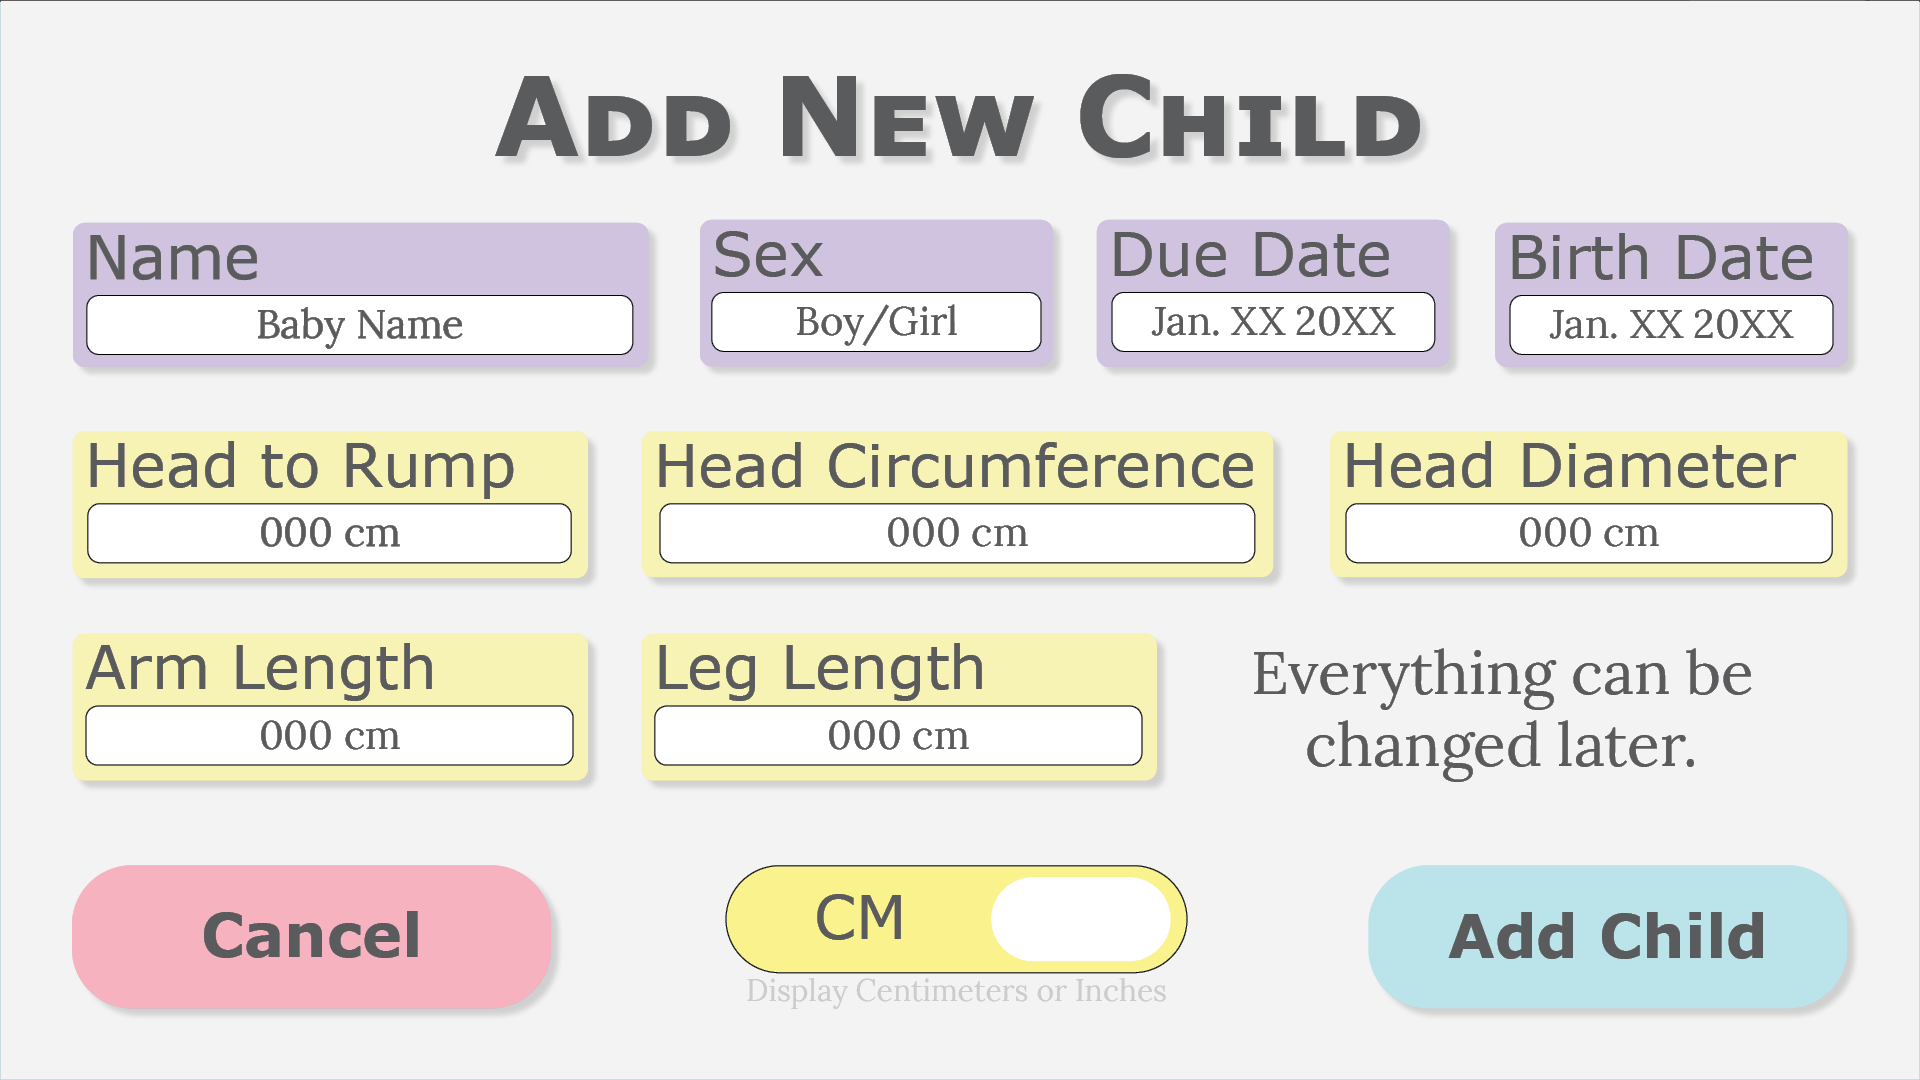 Add New Child
Name
Baby Name
Sex
Boy/Girl
Due Date
Jan. XX 20XX
Birth Date
Jan. XX 20XX
Head to Rump
000 cm
Head Circumference
000 cm
Head Diameter
000 cm
Arm Length
000 cm
Leg Length
000 cm
Everything can be
changed later.
Cancel
CM
Display Centimeters or Inches
Add Child